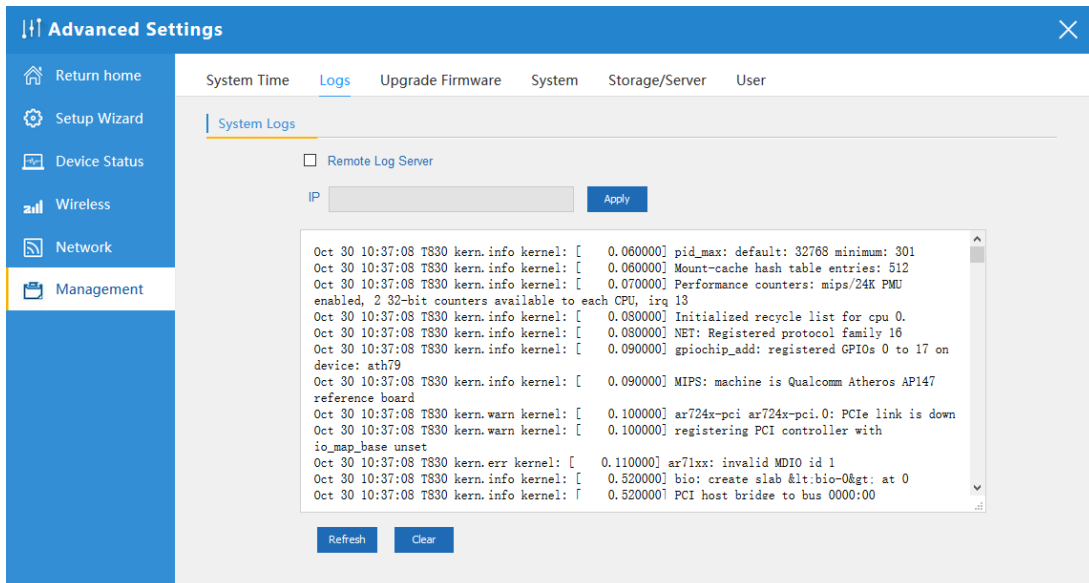 Advanced Settings
Return home
Setup Wizard
Device Status
Wireless
Network
Management
System Time Logs Upgrade Firmware System Storage/Server User
System Logs
Remote Log Server
IP Apply
Oct 30 10:37:08 T830 kern.info kernel: [    0.060000] pid_max: default: 32768 minimum: 301
Oct 30 10:37:08 T830 kern.info kernel: [    0.060000] Mount-cache hash table entries: 512
Oct 30 10:37:08 T830 kern.info kernel: [    0.070000] Performance counters: mips/24K PMU
enabled, 2 32-bit counters available to each CPU, irq 13
Oct 30 10:37:08 T830 kern.info kernel: [    0.080000] Initialized recycle list for cpu 0.
Oct 30 10:37:08 T830 kern.info kernel: [    0.080000] NET: Registered protocol family 16
Oct 30 10:37:08 T830 kern.info kernel: [    0.090000] gpiochip_add: registered GPIOs 0 to 17 on
device: ath79
Oct 30 10:37:08 T830 kern.info kernel: [    0.090000] MIPS: machine is Qualcomm Atheros AP147
reference board
Oct 30 10:37:08 T830 kern.warn kernel: [    0.100000] ar724x-pci ar724x-pci.0: PCIe link is down
Oct 30 10:37:08 T830 kern.warn kernel: [    0.100000] registering PCI controller with
io_map_base unset
Oct 30 10:37:08 T830 kern.err kernel: [    0.110000] ar71xx: invalid MDIO id 1
Oct 30 10:37:08 T830 kern.info kernel: [    0.520000] bio: create slab &lt;bio-0&gt; at 0
Oct 30 10:37:08 T830 kern.info kernel: [    0.520000] PCI host bridge to bus 0000:00
Refresh Clear